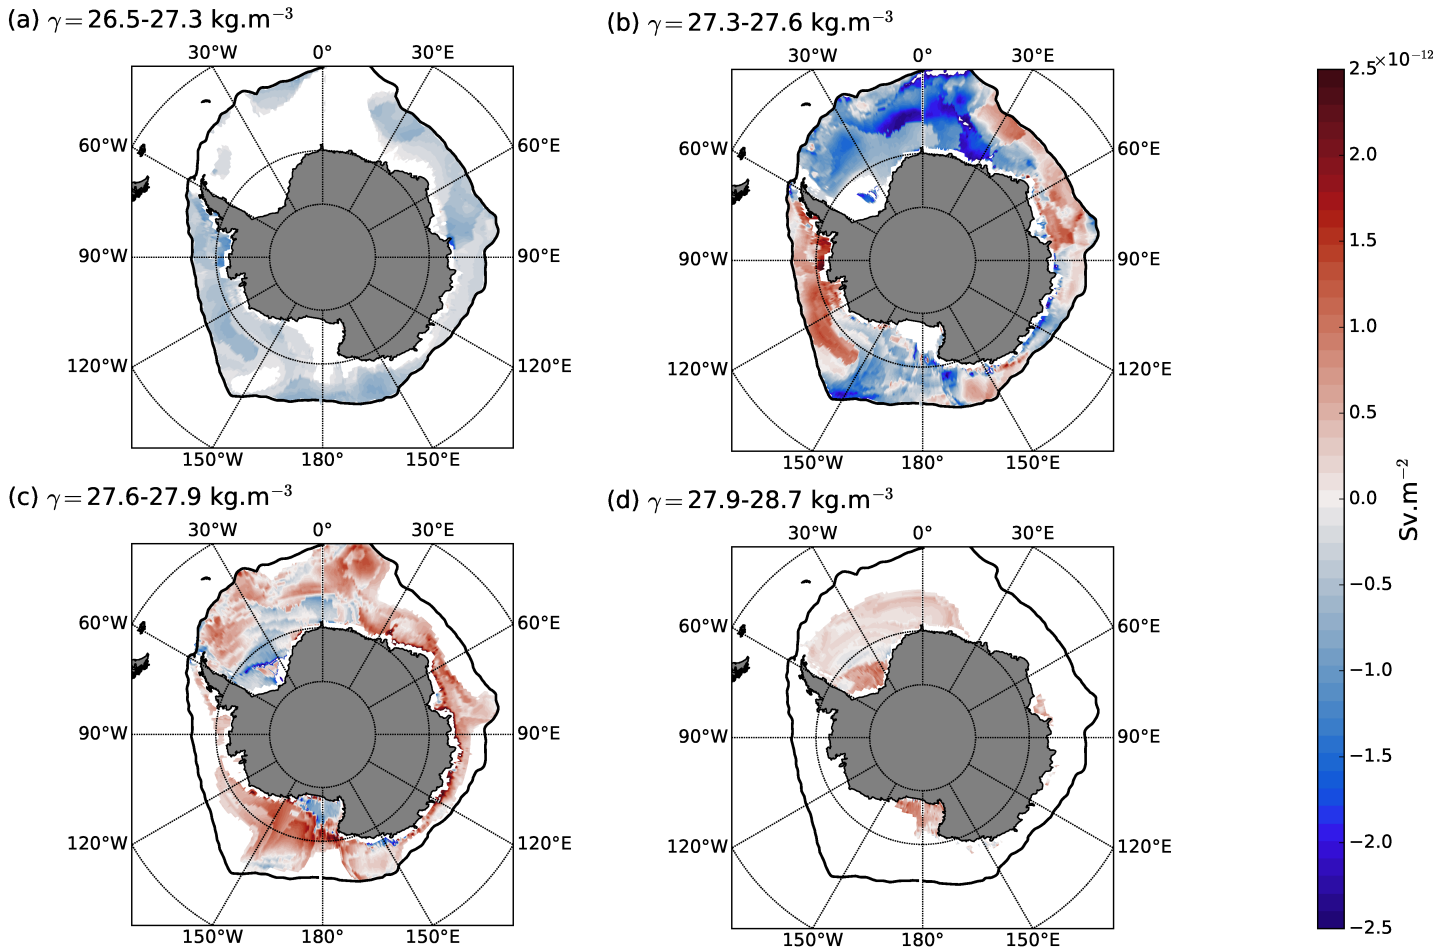 (a) γ = 26.5-27.3 kg.m⁻³
30°W 0° 30°E
60°W 60°E
90°W 90°E
120°W 120°E
150°W 180° 150°E
(b) γ = 27.3-27.6 kg.m⁻³
30°W 0° 30°E
60°W 60°E
90°W 90°E
120°W 120°E
150°W 180° 150°E
(c) γ = 27.6-27.9 kg.m⁻³
30°W 0° 30°E
60°W 60°E
90°W 90°E
120°W 120°E
150°W 180° 150°E
(d) γ = 27.9-28.7 kg.m⁻³
30°W 0° 30°E
60°W 60°E
90°W 90°E
120°W 120°E
150°W 180° 150°E
×10⁻¹²
2.5
2.0
1.5
1.0
0.5
0.0
−0.5
−1.0
−1.5
−2.0
−2.5
Sv.m⁻²